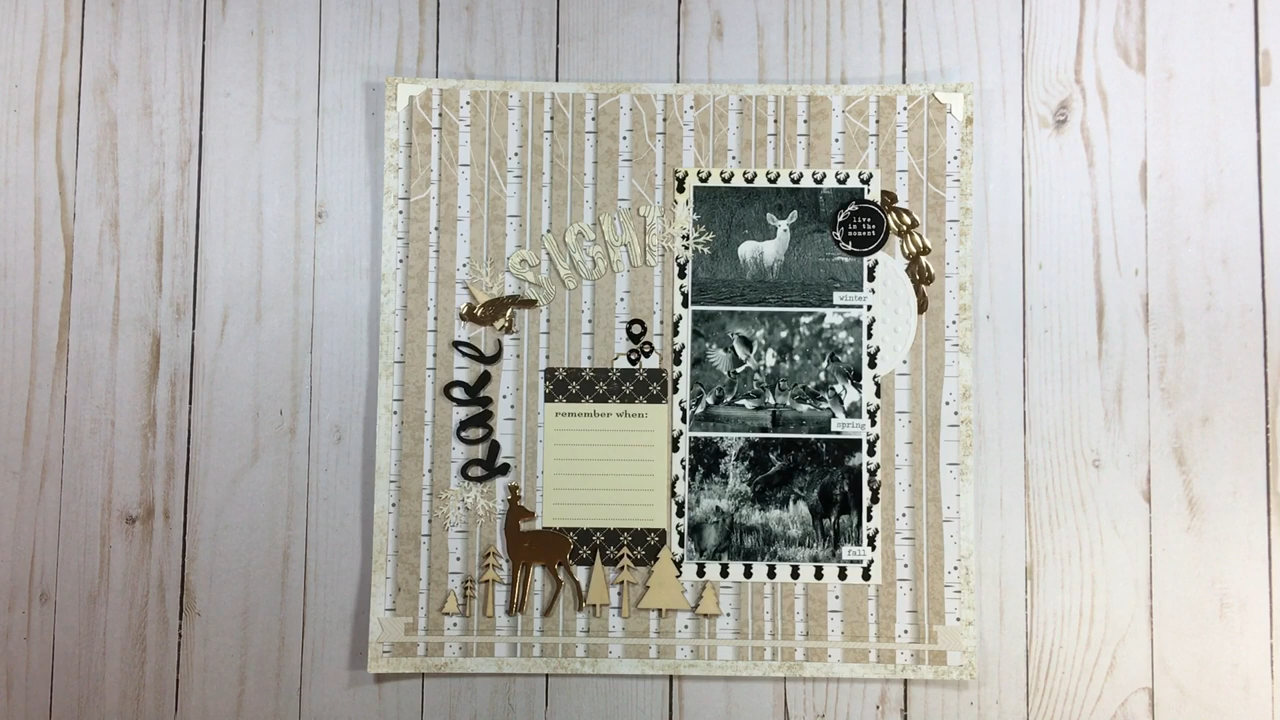 RaRe
SIGHT
live
in the
moment
winter
spring
fall
remember when: